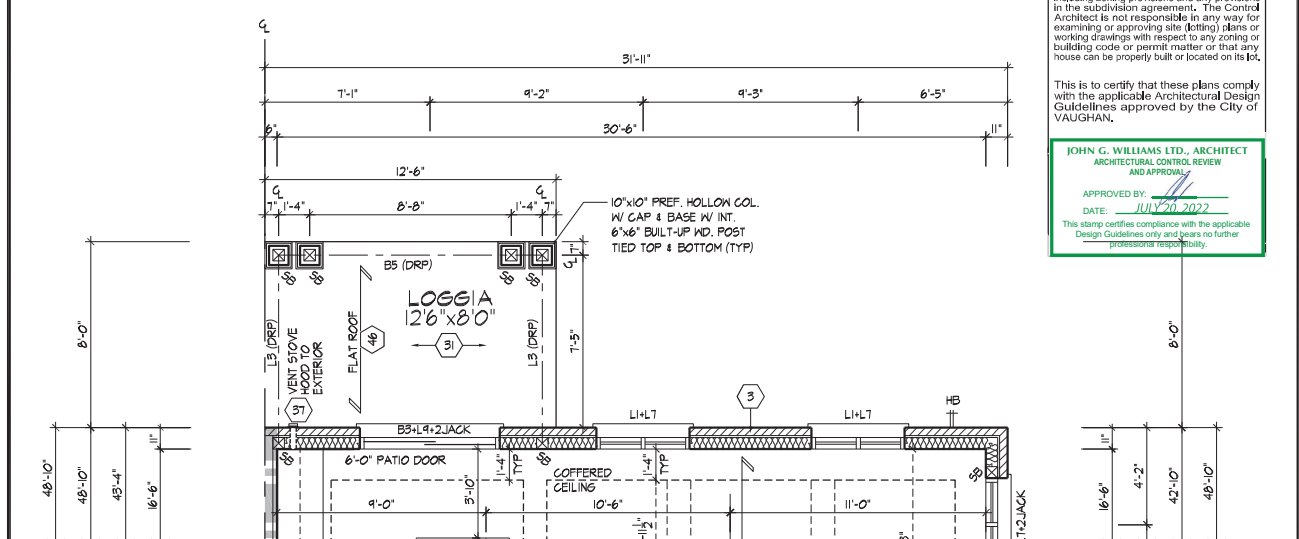 in the subdivision agreement. The Control
Architect is not responsible in any way for
examining or approving site (lotting) plans or
working drawings with respect to any zoning or
building code or permit matter or that any
house can be properly built or located on its lot.
This is to certify that these plans comply
with the applicable Architectural Design
Guidelines approved by the City of
VAUGHAN.
JOHN G. WILLIAMS LTD., ARCHITECT
ARCHITECTURAL CONTROL REVIEW
AND APPROVAL
APPROVED BY:
DATE: JULY 20, 2022
This stamp certifies compliance with the applicable
Design Guidelines only and bears no further
professional responsibility.
31'-11"
7'-1" 9'-2" 9'-3" 6'-5"
6" 30'-6" 11"
12'-6"
7" 1'-4" 8'-8" 1'-4" 7"
10"x10" PREF. HOLLOW COL.
W/ CAP & BASE W/ INT.
6"x6" BUILT-UP WD. POST
TIED TOP & BOTTOM (TYP)
7"
B5 (DRP)
SB SB SB SB
LOGGIA
12'6"x8'0"
31
46
FLAT ROOF
L3 (DRP)
L3 (DRP)
VENT STOVE
HOOD TO
EXTERIOR
7'-5"
8'-0"
8'-0"
37
3
HB
B3+L9+2JACK
L1+L7
L1+L7
SB
6'-0" PATIO DOOR
SB
SB
1'-4"
TYP
1'-4"
TYP
COFFERED
CEILING
3'-10"
9'-0" 10'-6" 11'-0"
48'-10"
48'-10"
43'-4"
16'-6"
11"
11"
16'-6"
4'-2"
42'-10"
48'-10"